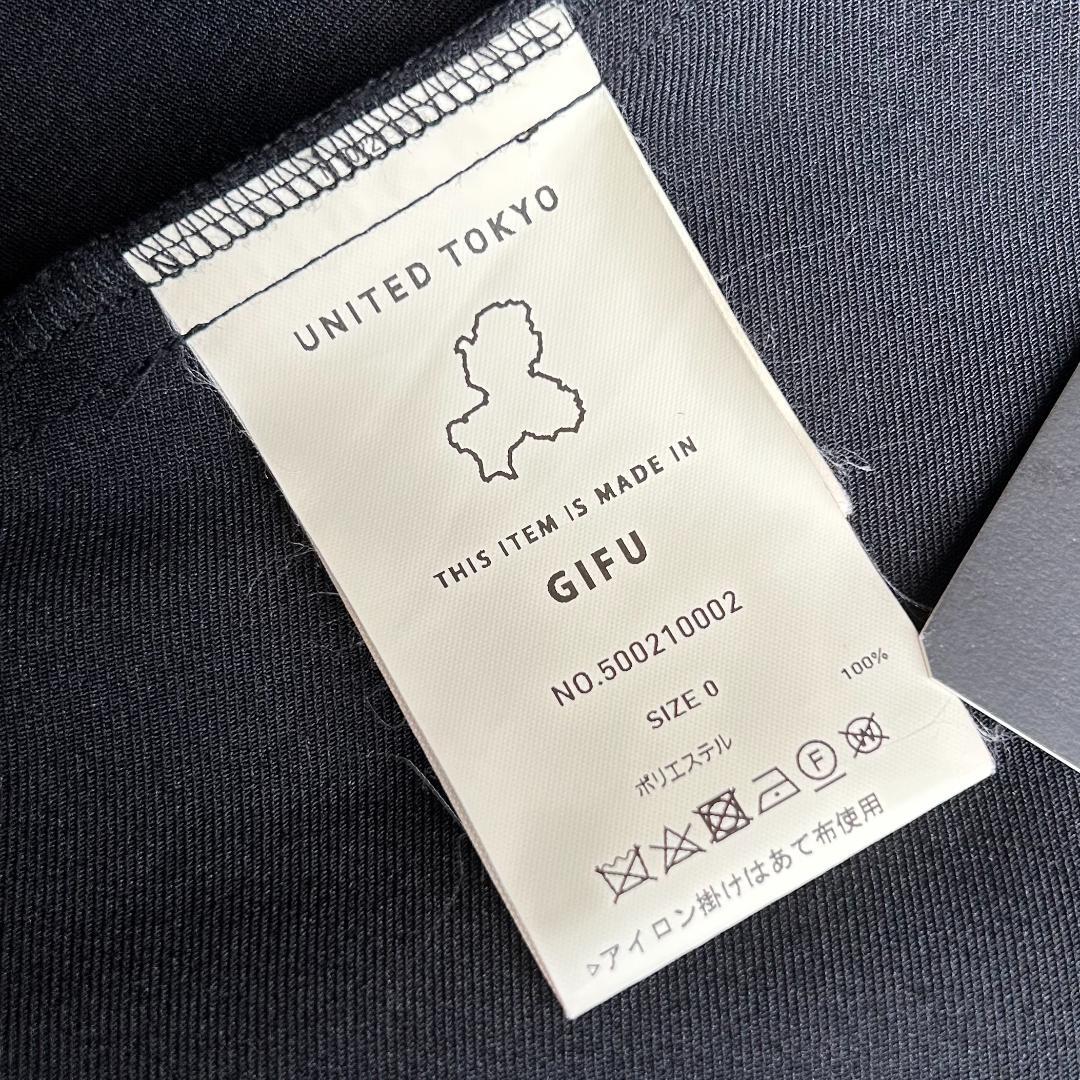 UNITED TOKYO
THIS ITEM IS MADE IN
GIFU
NO.500210002
SIZE 0
ポリエステル 100%
F W
▷アイロン掛けはあて布使用